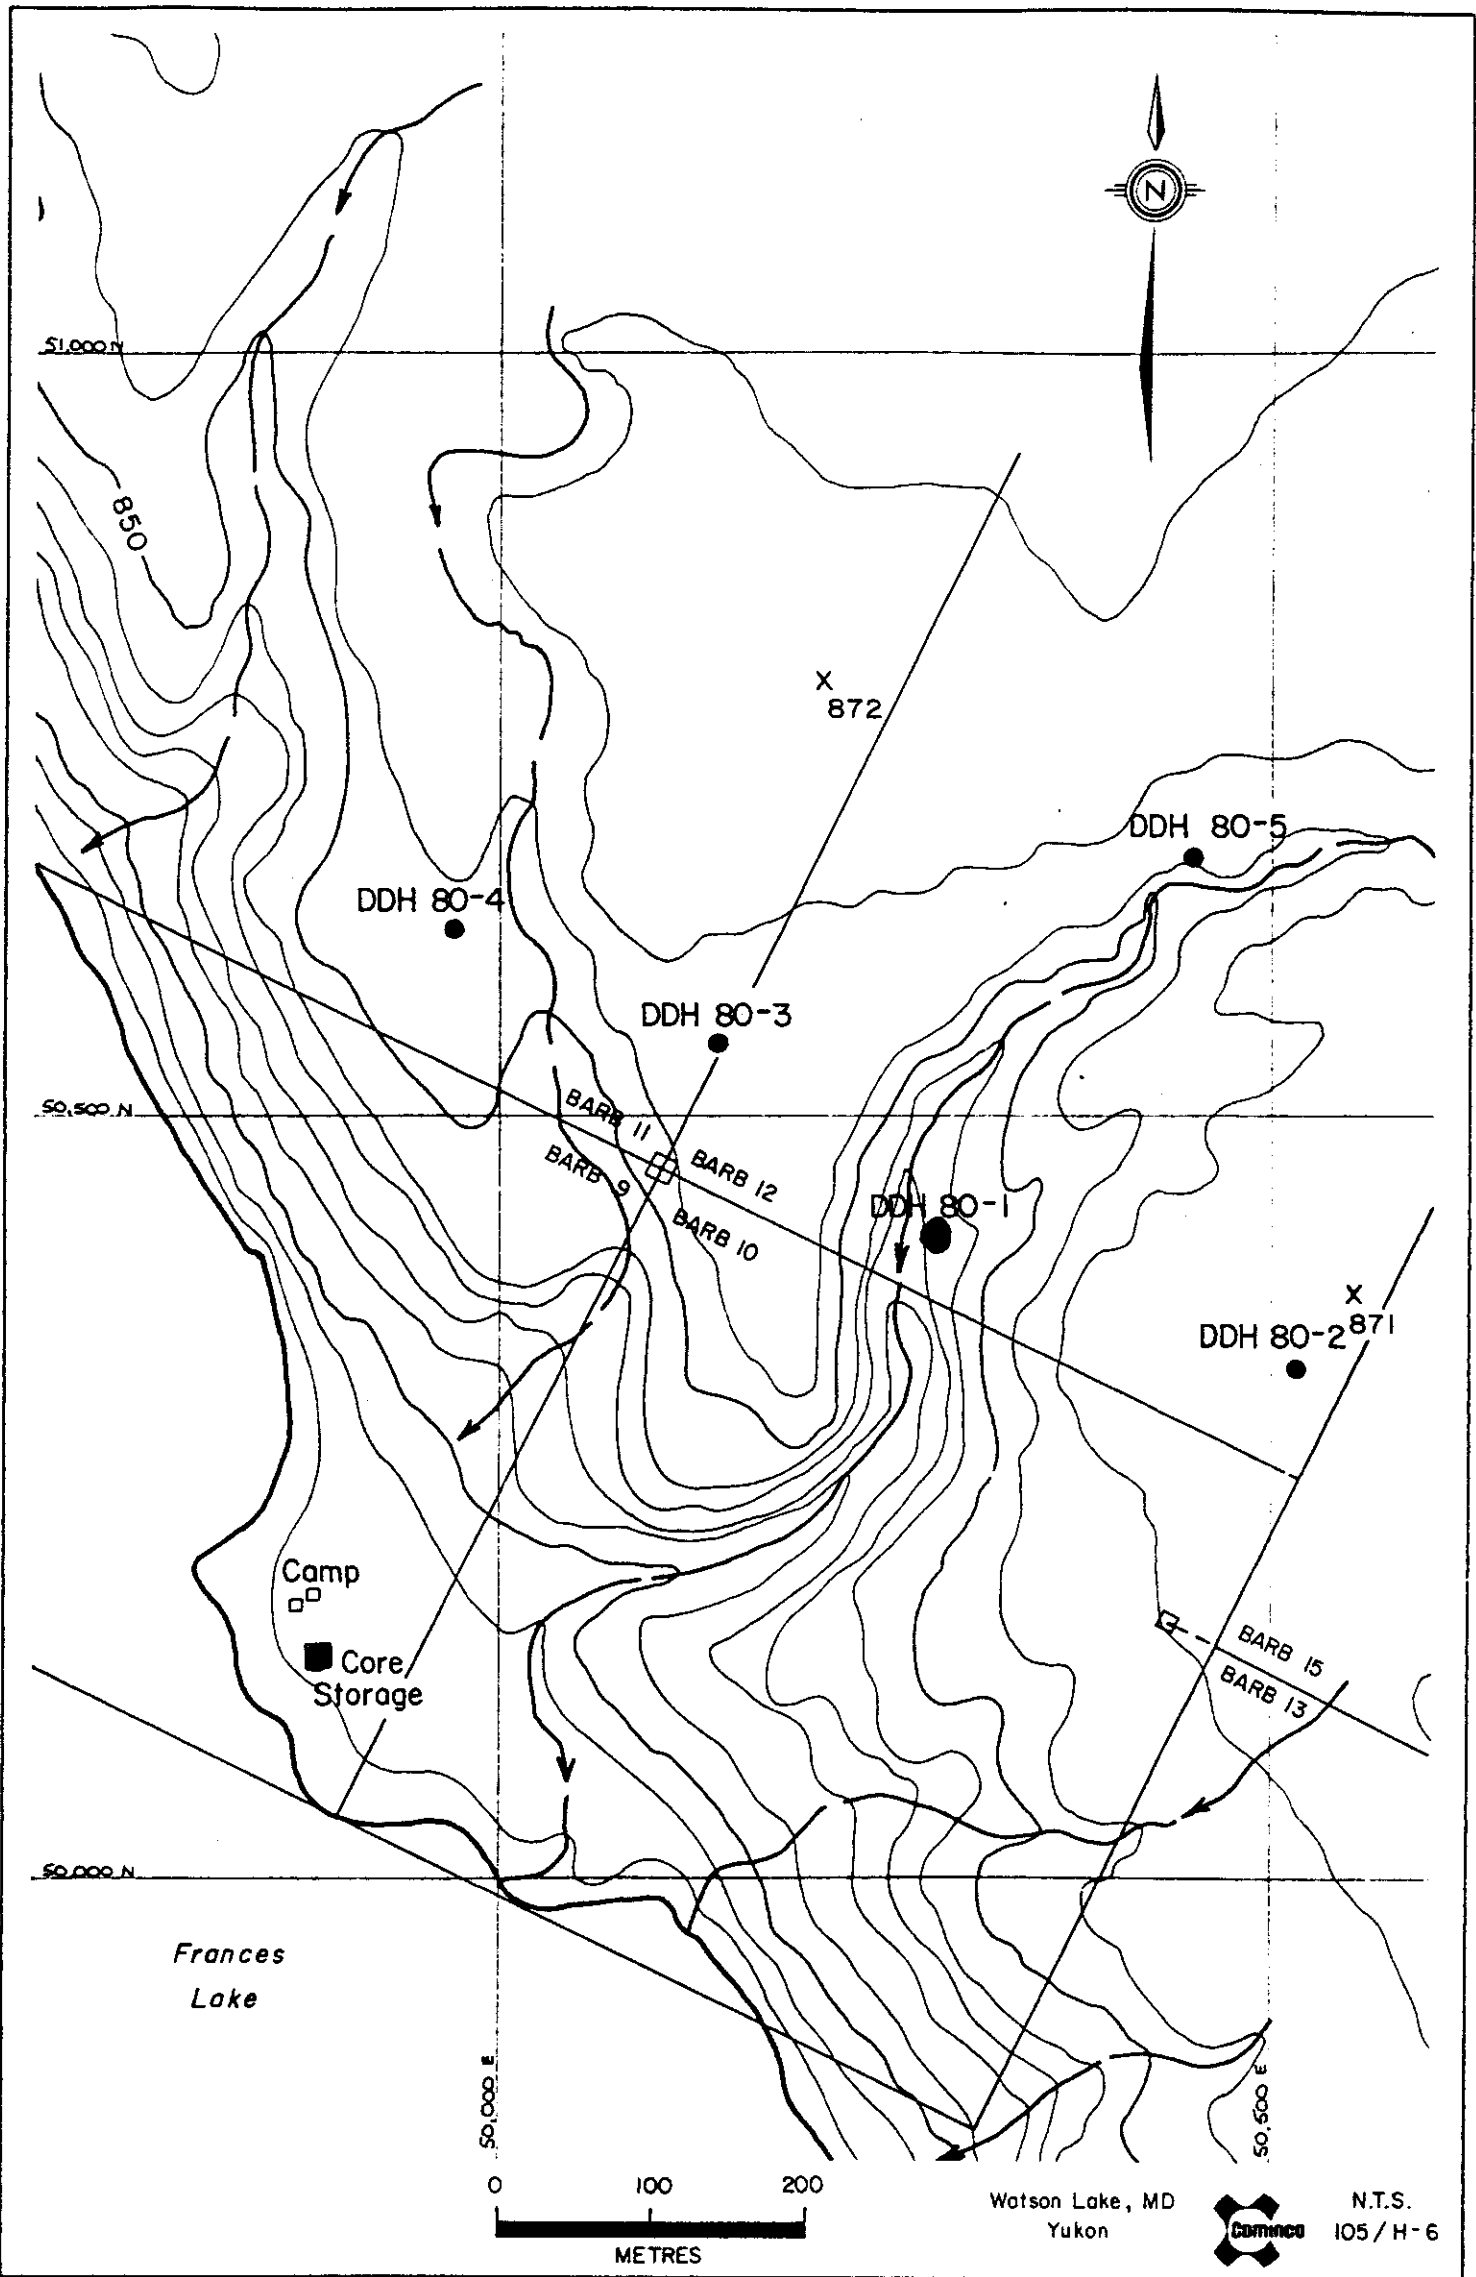 N
51,000 N
850
X
872
DDH 80-5
DDH 80-4
DDH 80-3
50,500 N
BARB 11
BARB 9
BARB 12
BARB 10
DDH 80-1
X
871
DDH 80-2
Camp
Core
Storage
BARB 15
BARB 13
50,000 N
Frances
Lake
50,000 E
50,500 E
0 100 200
METRES
Watson Lake, MD
Yukon
Cominco
N.T.S.
105/H-6